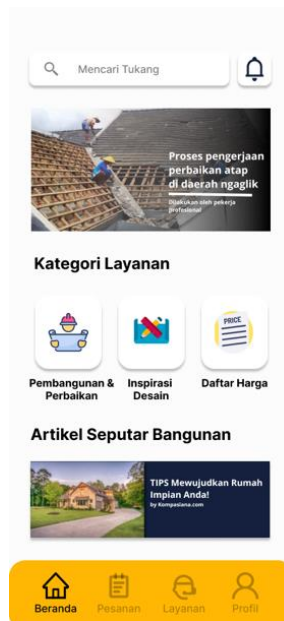 Mencari Tukang
Proses pengerjaan
perbaikan atap
di daerah ngaglik
Dilakukan oleh pekerja
profesional
Kategori Layanan
PRICE
Pembangunan &
Perbaikan
Inspirasi
Desain
Daftar Harga
Artikel Seputar Bangunan
TIPS Mewujudkan Rumah
Impian Anda!
by Kompasiana.com
Beranda
Pesanan
Layanan
Profil